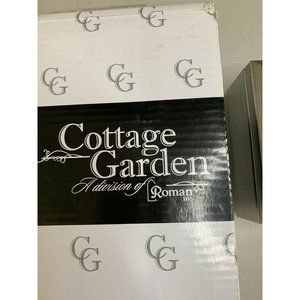 CG
CG CG
CG
Cottage
Garden
A division of Roman Inc.
CG
CG
CG